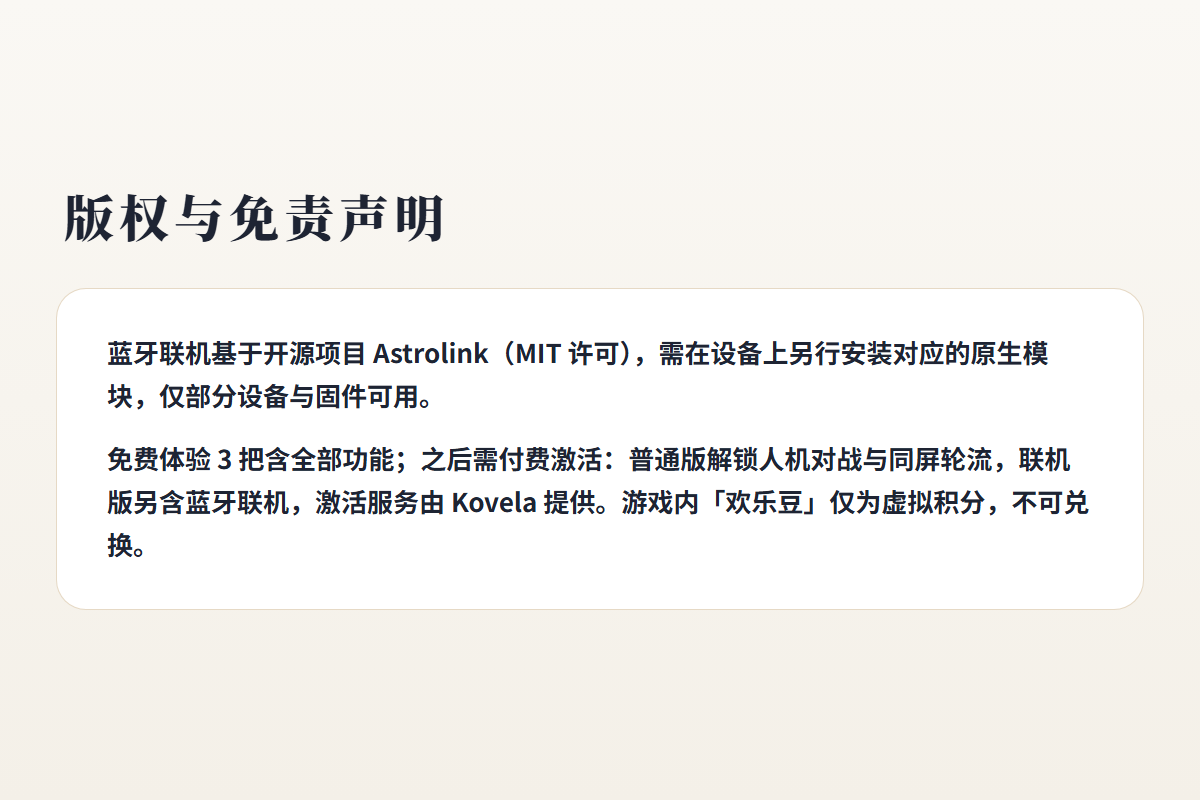 版权与免责声明
蓝牙联机基于开源项目 Astrolink（MIT 许可），需在设备上另行安装对应的原生模
块，仅部分设备与固件可用。
免费体验 3 把含全部功能；之后需付费激活：普通版解锁人机对战与同屏轮流，联机
版另含蓝牙联机，激活服务由 Kovela 提供。游戏内「欢乐豆」仅为虚拟积分，不可兑
换。